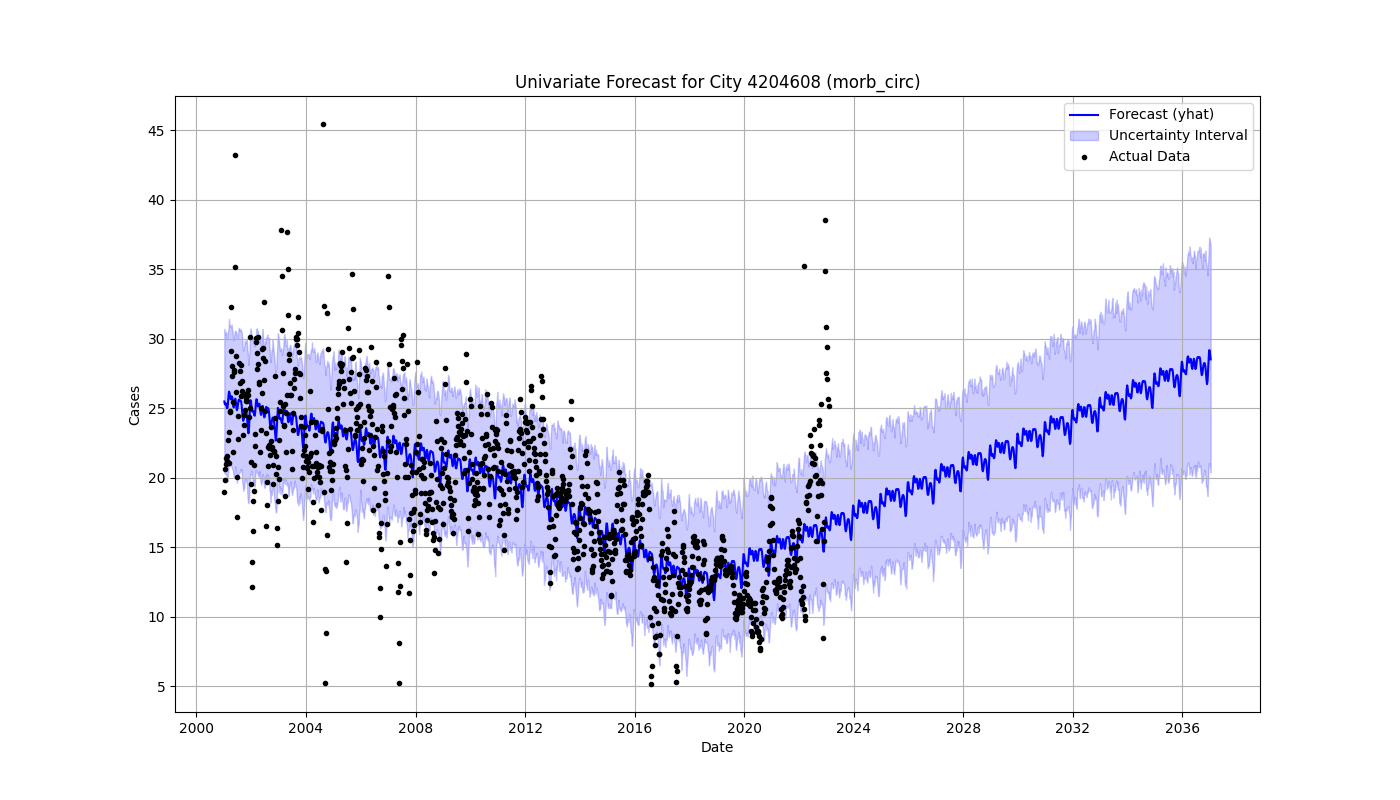 Univariate Forecast for City 4204608 (morb_circ)
Forecast (yhat)
Uncertainty Interval
Actual Data
Cases
45
40
35
30
25
20
15
10
5
2000 2004 2008 2012 2016 2020 2024 2028 2032 2036
Date